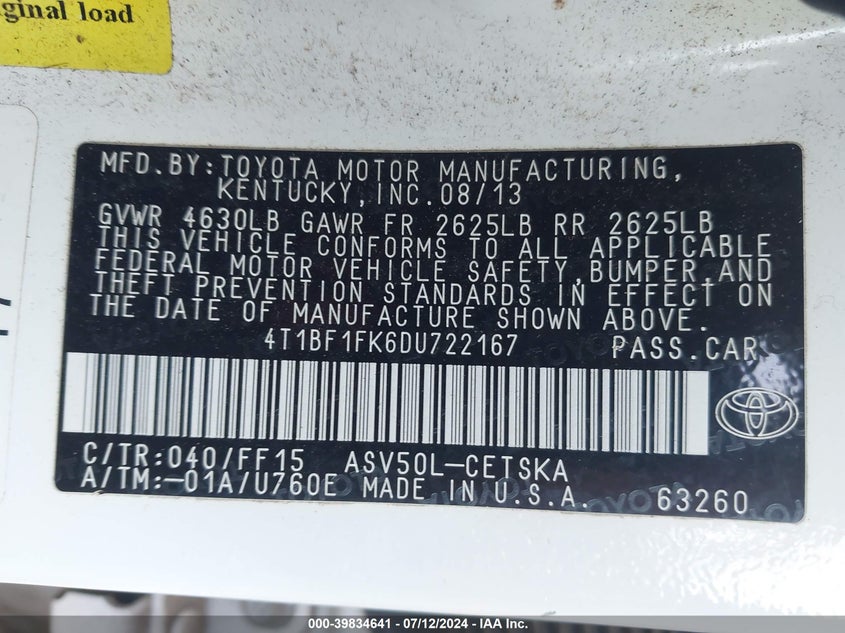 ginal load
MFD.BY:TOYOTA MOTOR MANUFACTURING,
KENTUCKY,INC.08/13
GVWR 4630LB GAWR FR 2625LB RR 2625LB
THIS VEHICLE CONFORMS TO ALL APPLICABLE
FEDERAL MOTOR VEHICLE SAFETY,BUMPER,AND
THEFT PREVENTION STANDARDS IN EFFECT ON
THE DATE OF MANUFACTURE SHOWN ABOVE.
4T1BF1FK6DU722167 PASS.CAR
C/TR:040/FF15 ASV50L-CETSKA
A/TM:-01A/U760E MADE IN U.S.A. 63260
000-39834641 - 07/12/2024 - IAA Inc.